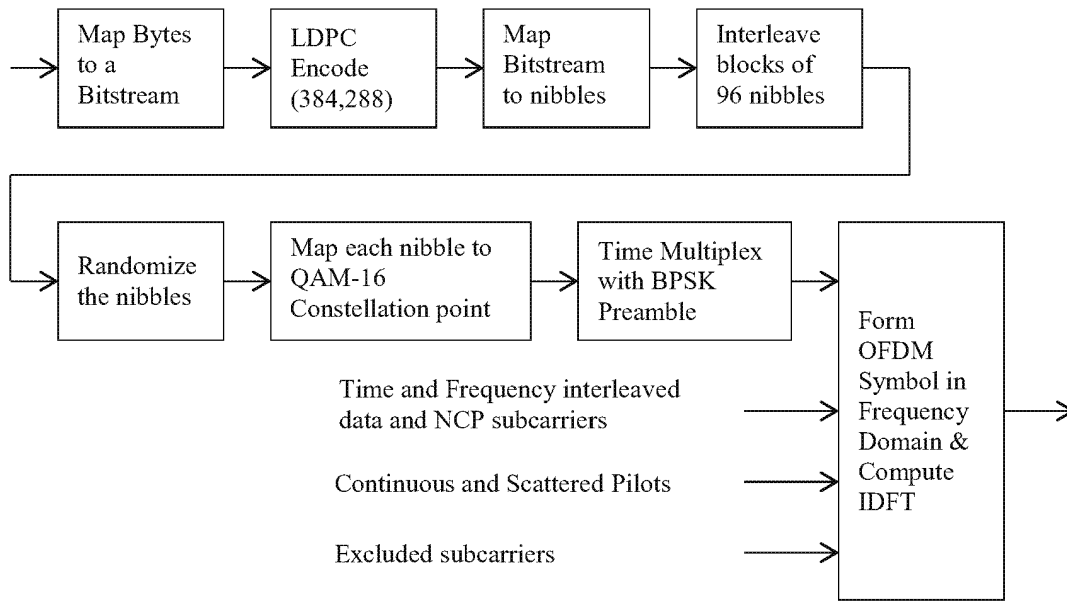 Map Bytes
to a
Bitstream
LDPC
Encode
(384,288)
Map
Bitstream
to nibbles
Interleave
blocks of
96 nibbles
Randomize
the nibbles
Map each nibble to
QAM-16
Constellation point
Time Multiplex
with BPSK
Preamble
Form
OFDM
Symbol in
Frequency
Domain &
Compute
IDFT
Time and Frequency interleaved
data and NCP subcarriers
Continuous and Scattered Pilots
Excluded subcarriers